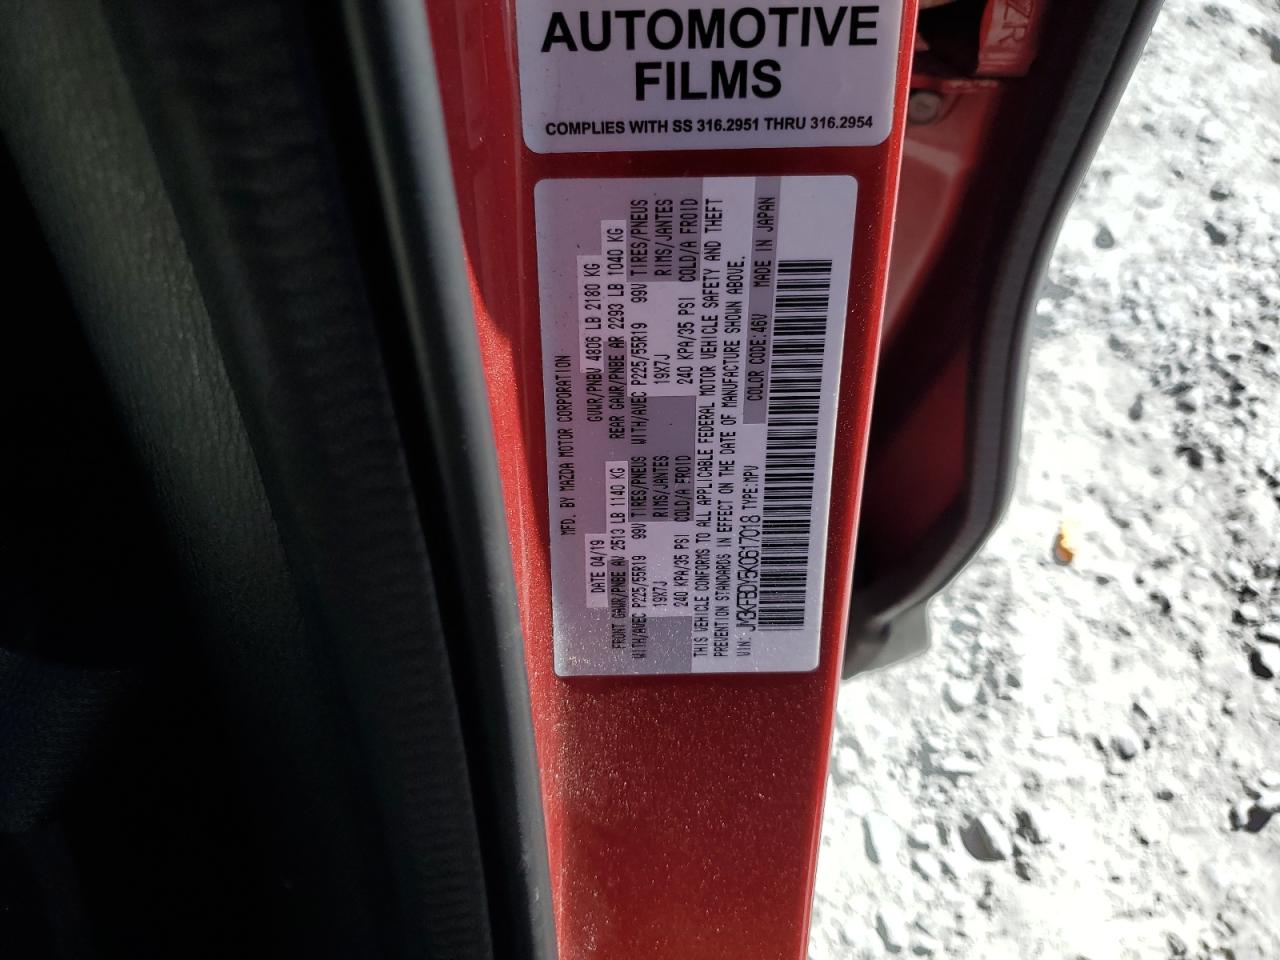 AUTOMOTIVE
FILMS
COMPLIES WITH SS 316.2951 THRU 316.2954
MFD. BY MAZDA MOTOR CORPORATION
DATE 04/19 GVWR/PNBV 4806 LB 2180 KG
FRONT GAWR/PNBE AV 2513 LB 1140 KG REAR GAWR/PNBE AR 2293 LB 1040 KG
WITH/AVEC P225/55R19 99V TIRES/PNEUS WITH/AVEC P225/55R19 99V TIRES/PNEUS
19X7J RIMS/JANTES 19X7J RIMS/JANTES
240 KPA/35 PSI COLD/A FROID 240 KPA/35 PSI COLD/A FROID
THIS VEHICLE CONFORMS TO ALL APPLICABLE FEDERAL MOTOR VEHICLE SAFETY AND THEFT
PREVENTION STANDARDS IN EFFECT ON THE DATE OF MANUFACTURE SHOWN ABOVE.
VIN: JM3KFBDY5K0617018 TYPE:MPV COLOR CODE:46V MADE IN JAPAN